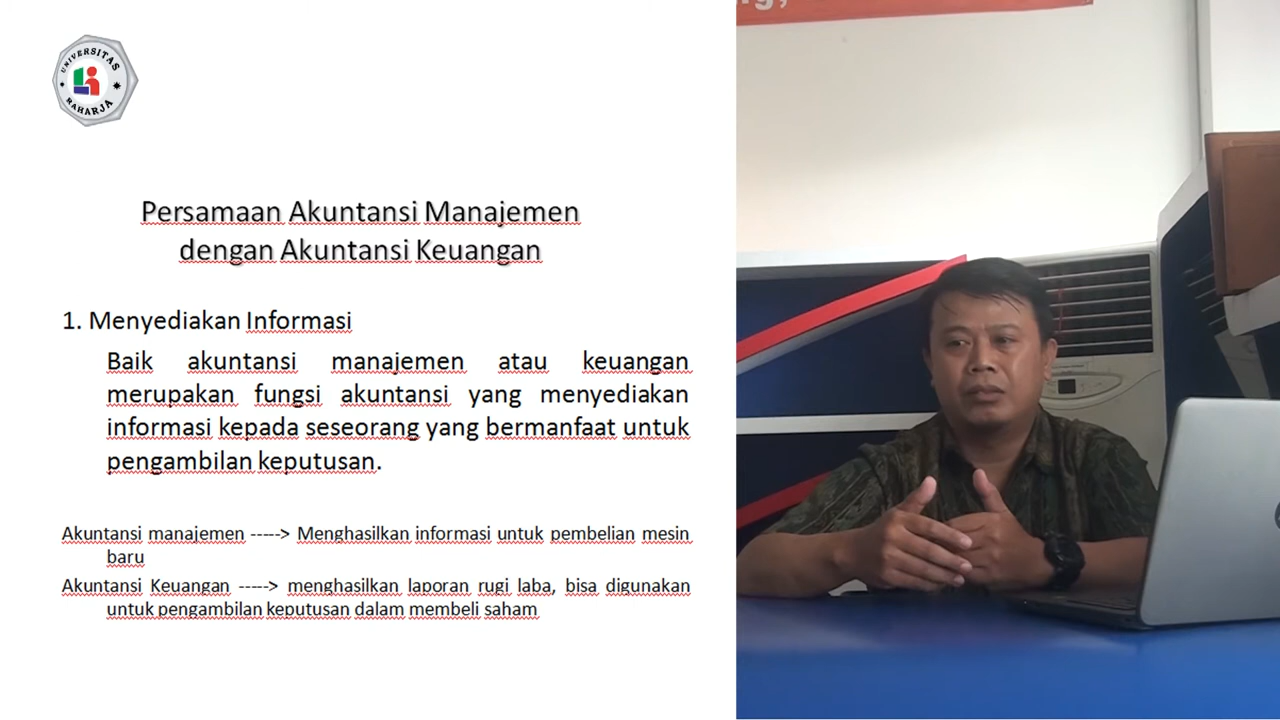 UNIVERSITAS
RAHARJA
Persamaan Akuntansi Manajemen
dengan Akuntansi Keuangan
1. Menyediakan Informasi
Baik akuntansi manajemen atau keuangan
merupakan fungsi akuntansi yang menyediakan
informasi kepada seseorang yang bermanfaat untuk
pengambilan keputusan.
Akuntansi manajemen -----> Menghasilkan informasi untuk pembelian mesin
baru
Akuntansi Keuangan -----> menghasilkan laporan rugi laba, bisa digunakan
untuk pengambilan keputusan dalam membeli saham